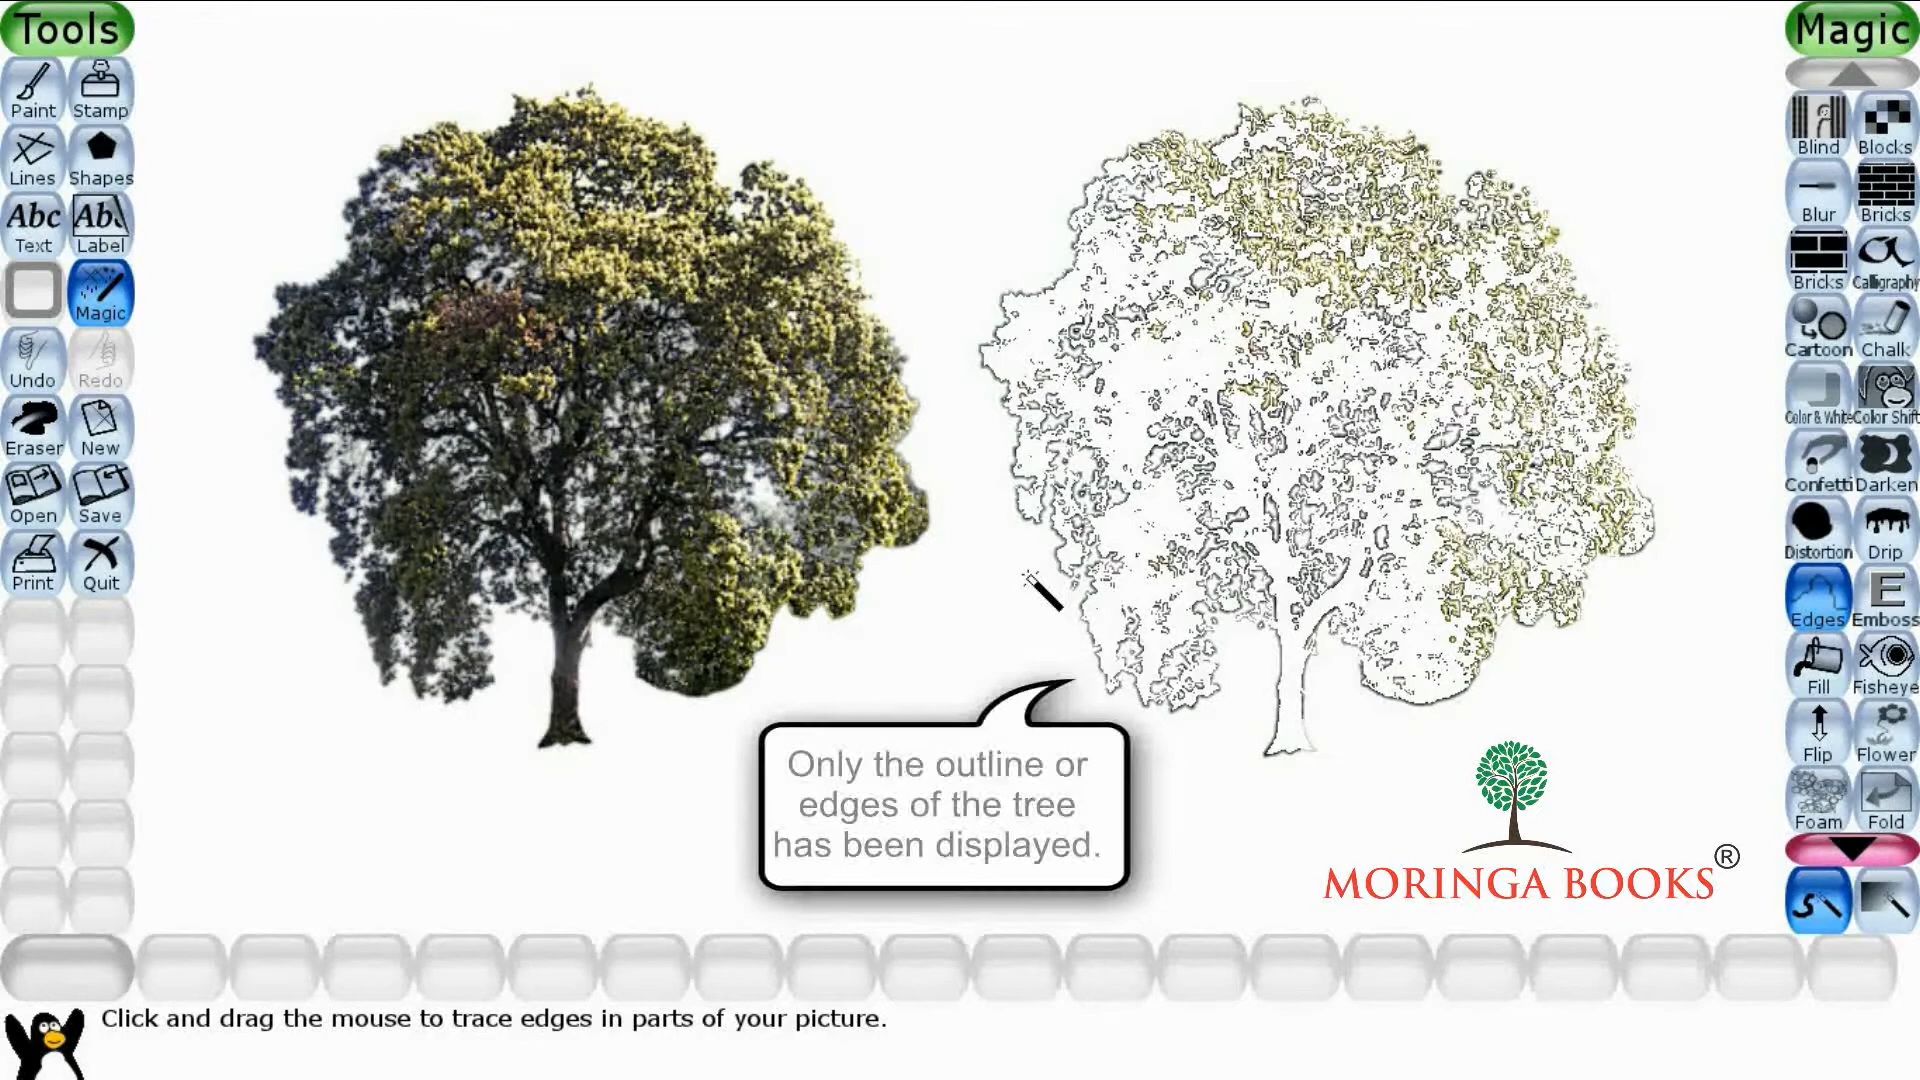 Tools
Magic
Paint
Stamp
Lines
Shapes
Abc
Abc
Text
Label
Magic
Undo
Redo
Eraser
New
Open
Save
Print
Quit
Blind
Blocks
Blur
Bricks
Bricks
Calligraphy
Cartoon
Chalk
Color & White
Color Shift
Confetti
Darken
Distortion
Drip
Edges
E
Emboss
Fill
Fisheye
Flip
Flower
Foam
Fold
Only the outline or
edges of the tree
has been displayed.
MORINGA BOOKS®
Click and drag the mouse to trace edges in parts of your picture.